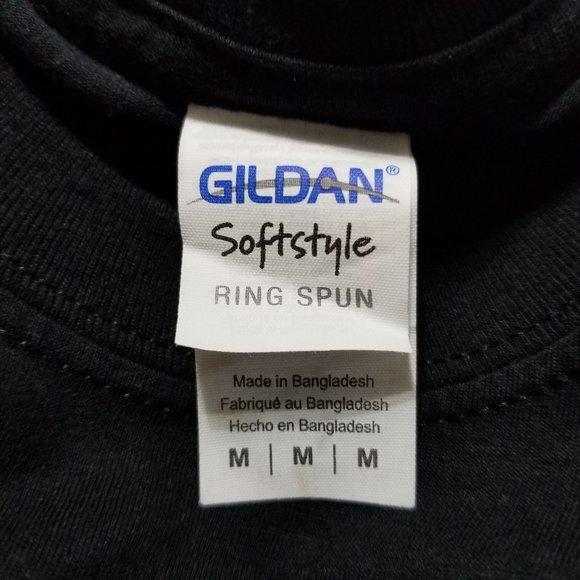 GILDAN®
Softstyle
RING SPUN
Made in Bangladesh
Fabriqué au Bangladesh
Hecho en Bangladesh
M | M | M